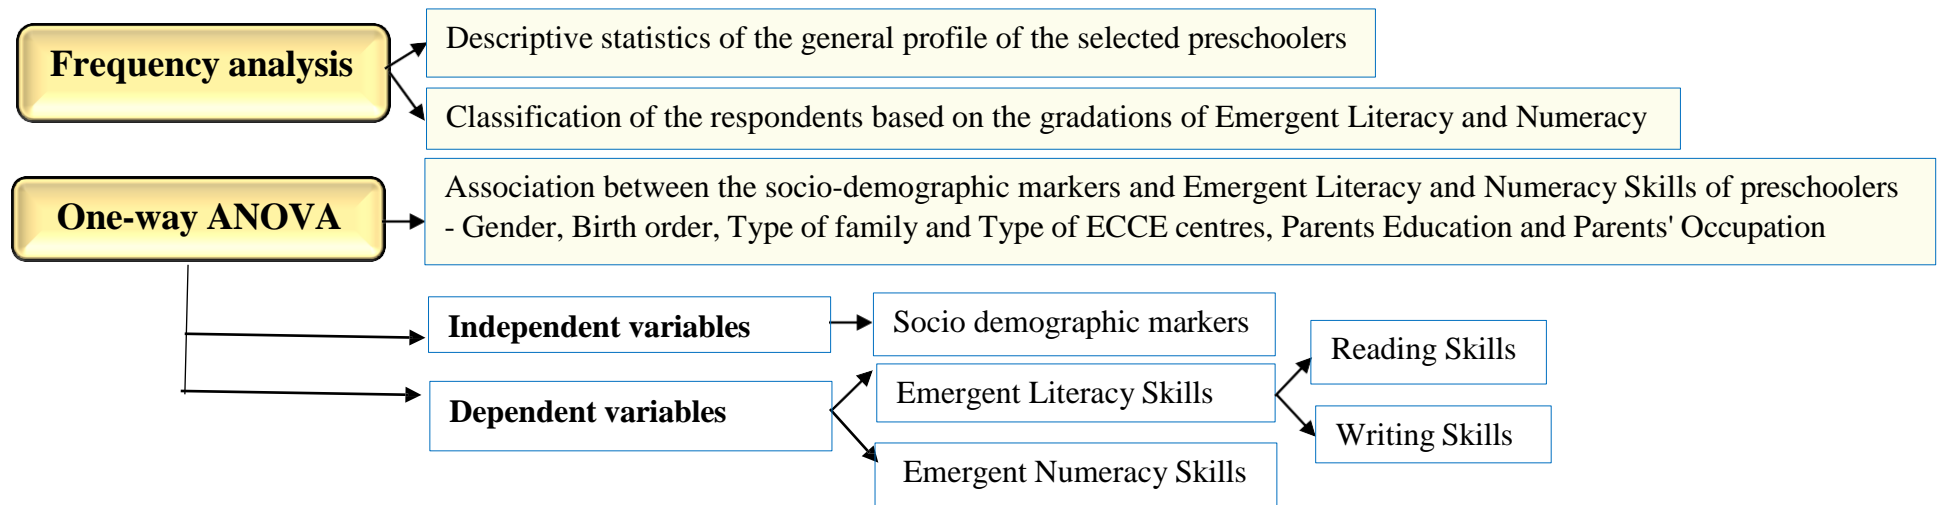 Frequency analysis
Descriptive statistics of the general profile of the selected preschoolers
Classification of the respondents based on the gradations of Emergent Literacy and Numeracy
One-way ANOVA
Association between the socio-demographic markers and Emergent Literacy and Numeracy Skills of preschoolers
- Gender, Birth order, Type of family and Type of ECCE centres, Parents Education and Parents' Occupation
Independent variables
Socio demographic markers
Dependent variables
Emergent Literacy Skills
Reading Skills
Writing Skills
Emergent Numeracy Skills